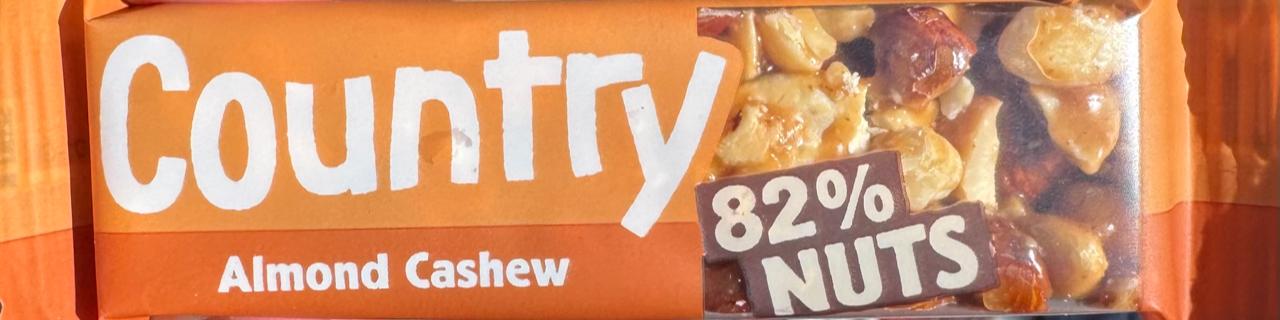 Country
Almond Cashew
82%
NUTS